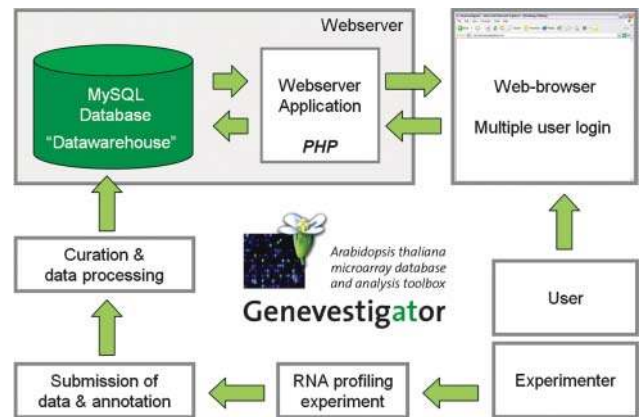 Webserver
MySQL
Database
"Datawarehouse"
Webserver
Application
PHP
Web-browser
Multiple user login
Curation &
data processing
Arabidopsis thaliana
microarray database
and analysis toolbox
Genevestigator
User
Experimenter
Submission of
data & annotation
RNA profiling
experiment